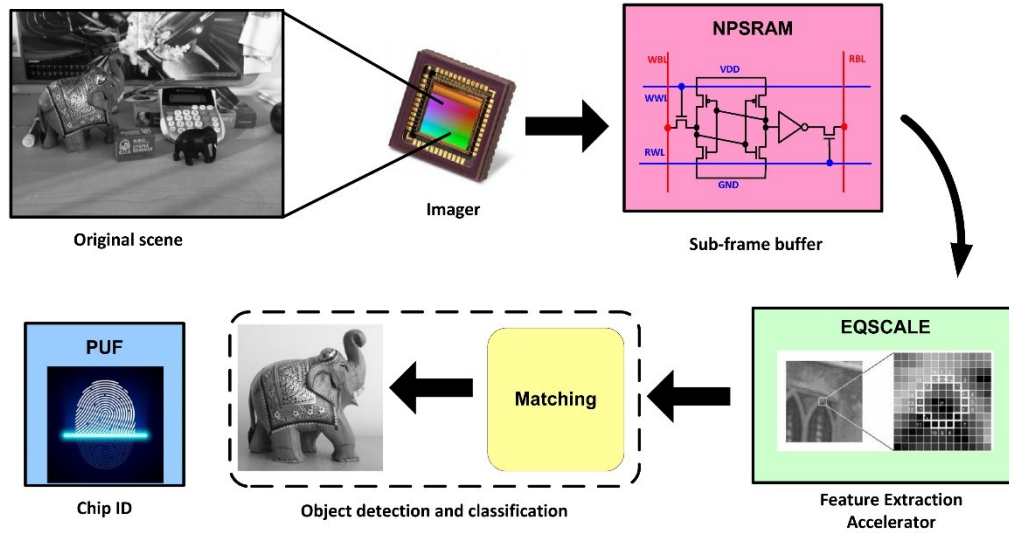 NPSRAM
WBL
RBL
VDD
WWL
RWL
GND
Original scene
Imager
Sub-frame buffer
PUF
Chip ID
Matching
Object detection and classification
EQSCALE
Feature Extraction
Accelerator